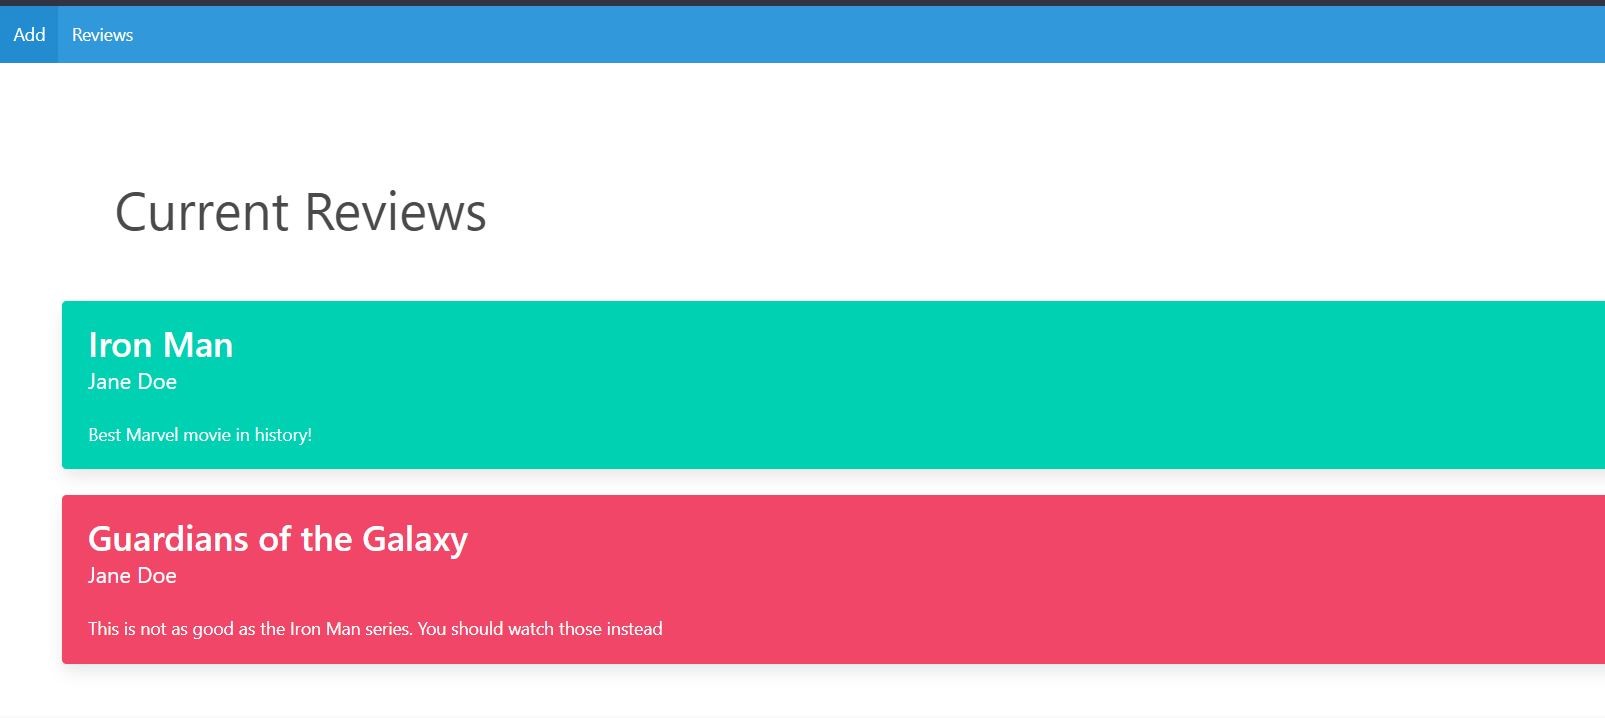 Add Reviews
Current Reviews
Iron Man
Jane Doe
Best Marvel movie in history!
Guardians of the Galaxy
Jane Doe
This is not as good as the Iron Man series. You should watch those instead